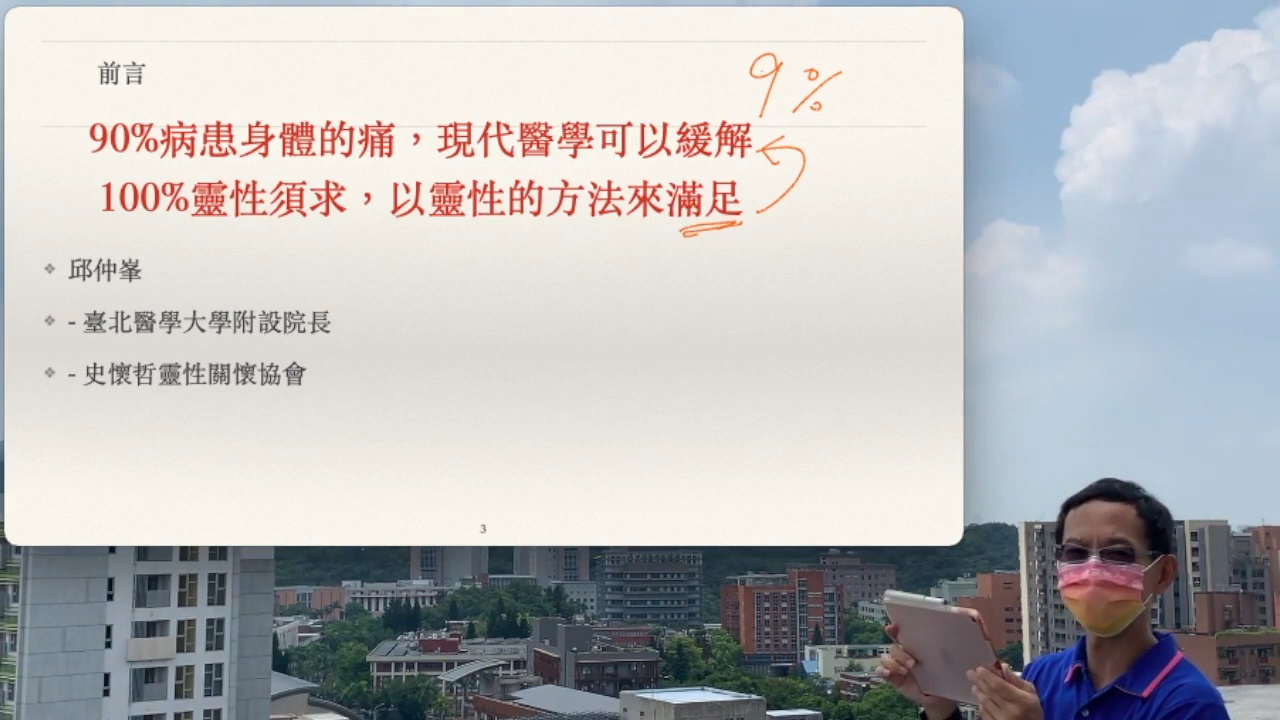 前言
9%
90%病患身體的痛，現代醫學可以緩解
100%靈性須求，以靈性的方法來滿足
邱仲峯
- 臺北醫學大學附設院長
- 史懷哲靈性關懷協會
3